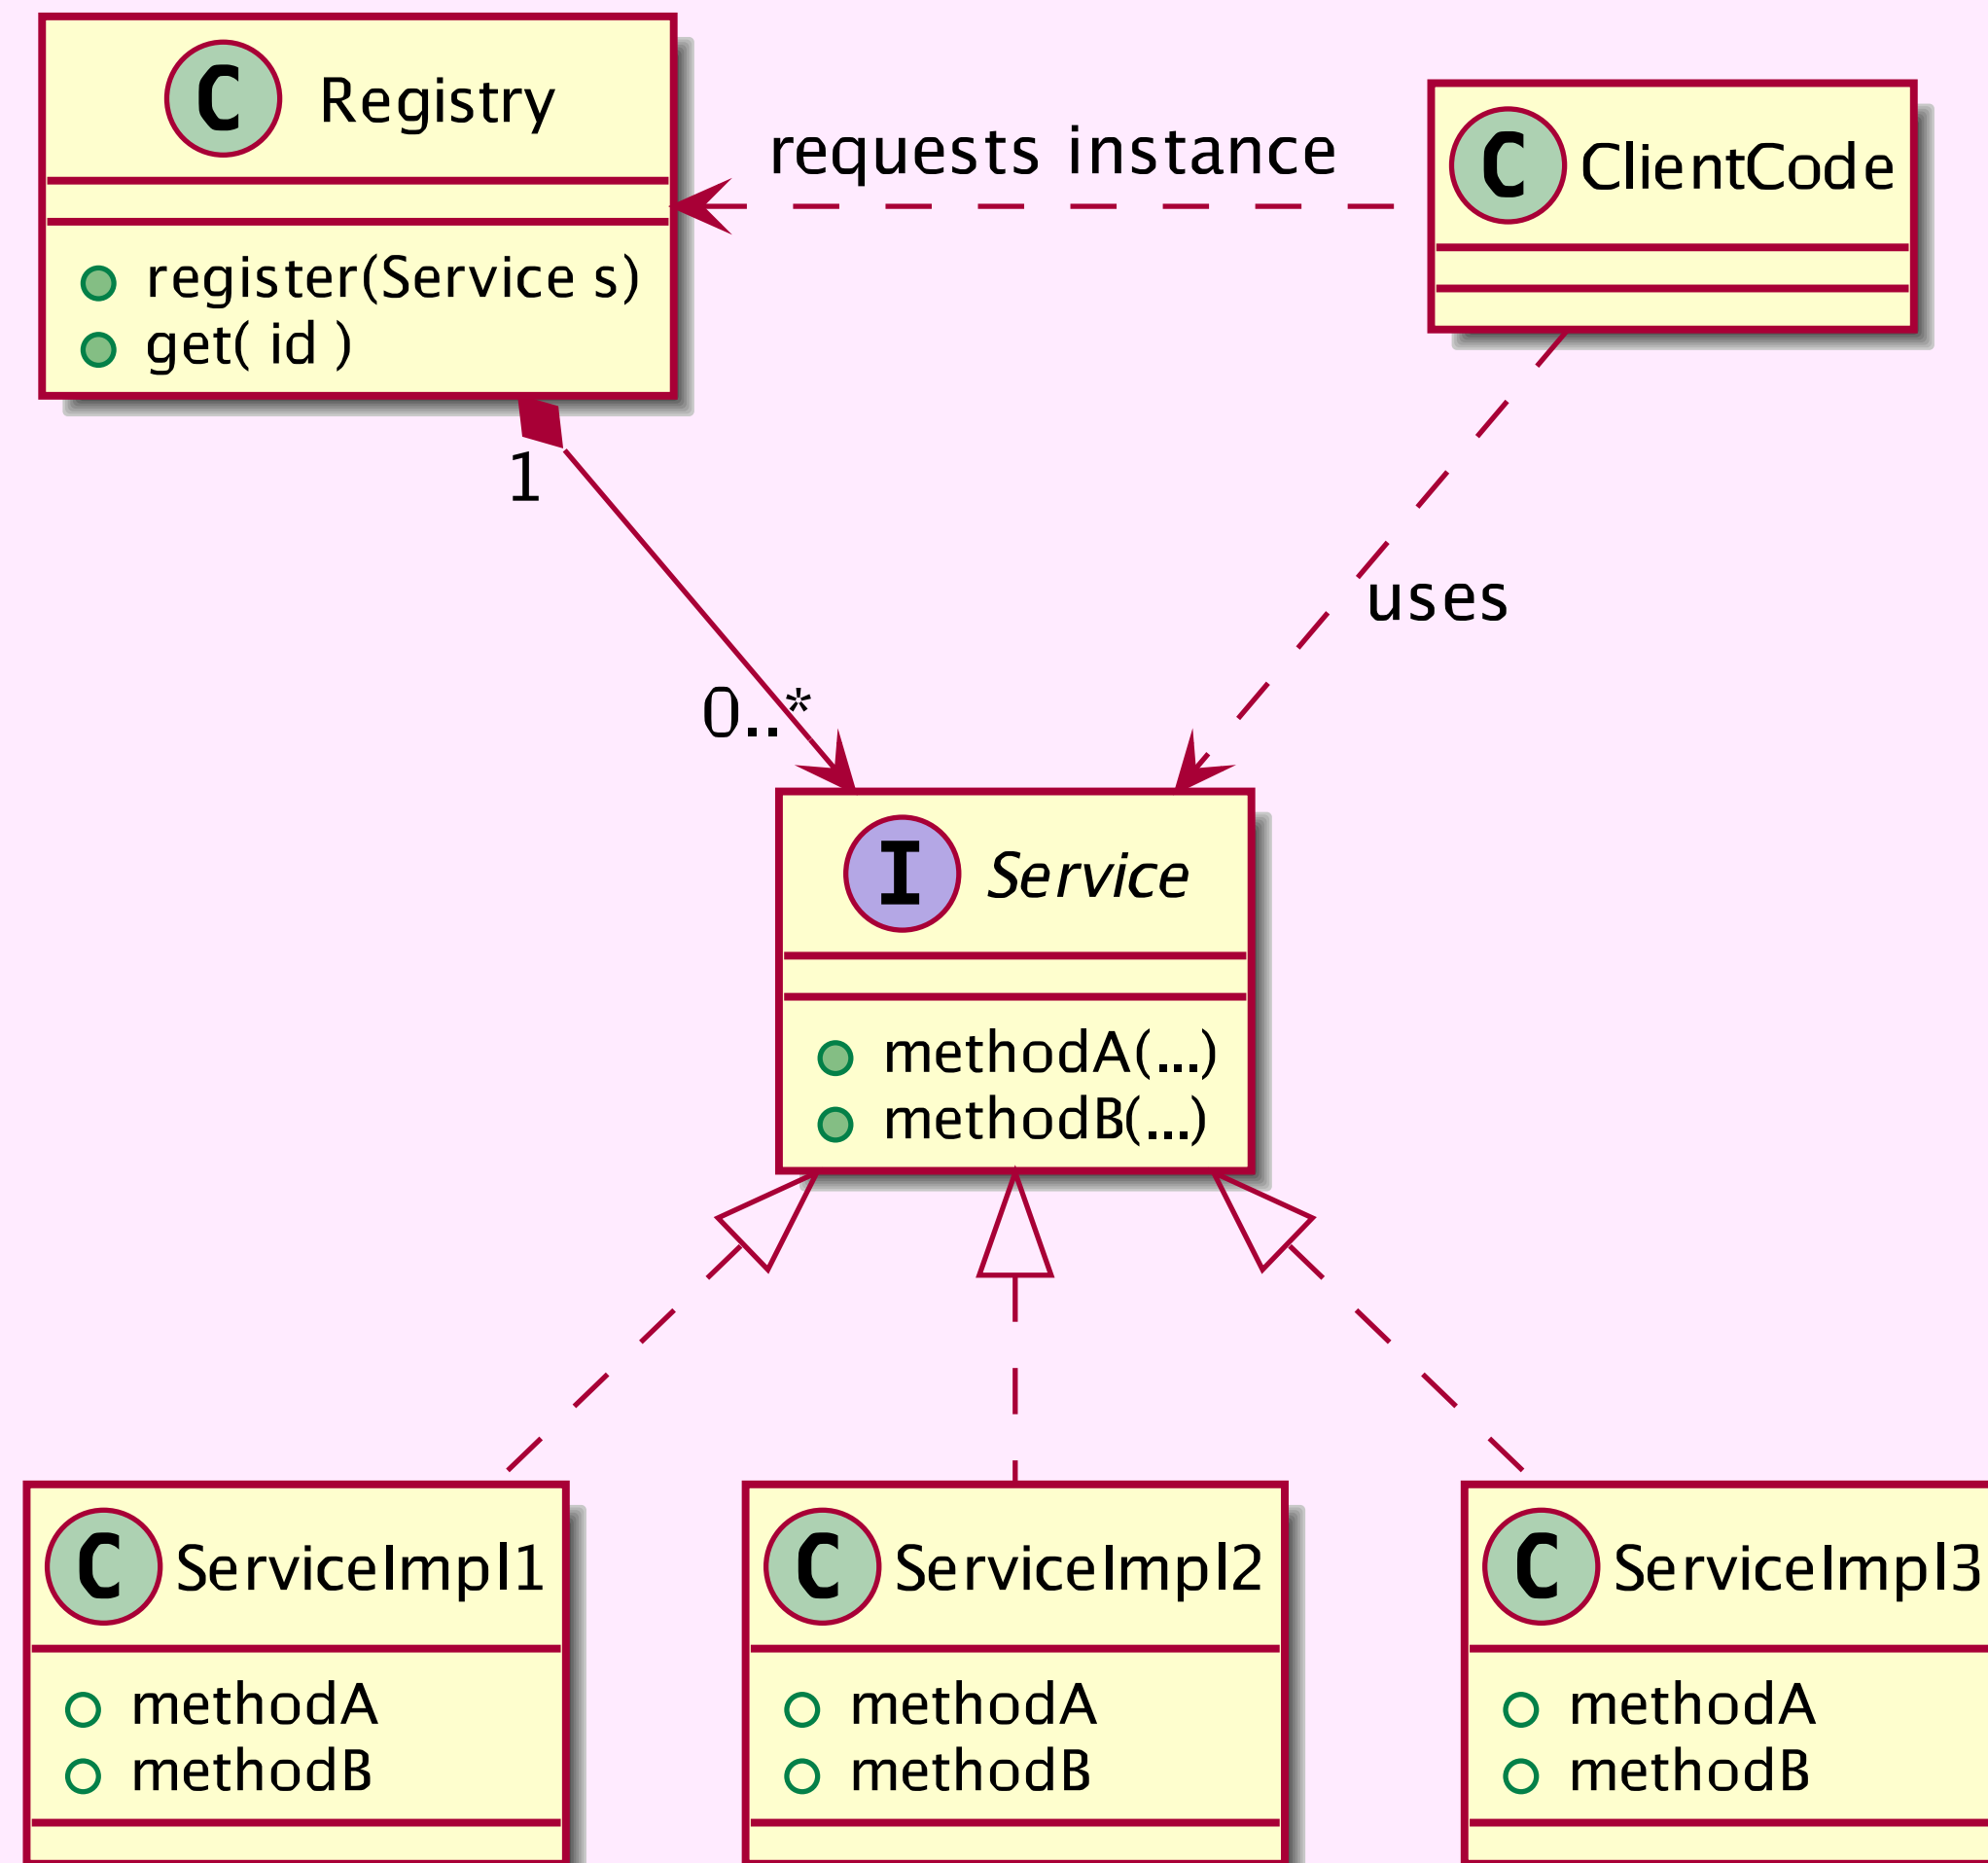 C Registry
register(Service s)
get( id )
requests instance
C ClientCode
1
0..*
uses
I Service
methodA(...)
methodB(...)
C ServiceImpl1
methodA
methodB
C ServiceImpl2
methodA
methodB
C ServiceImpl3
methodA
methodB